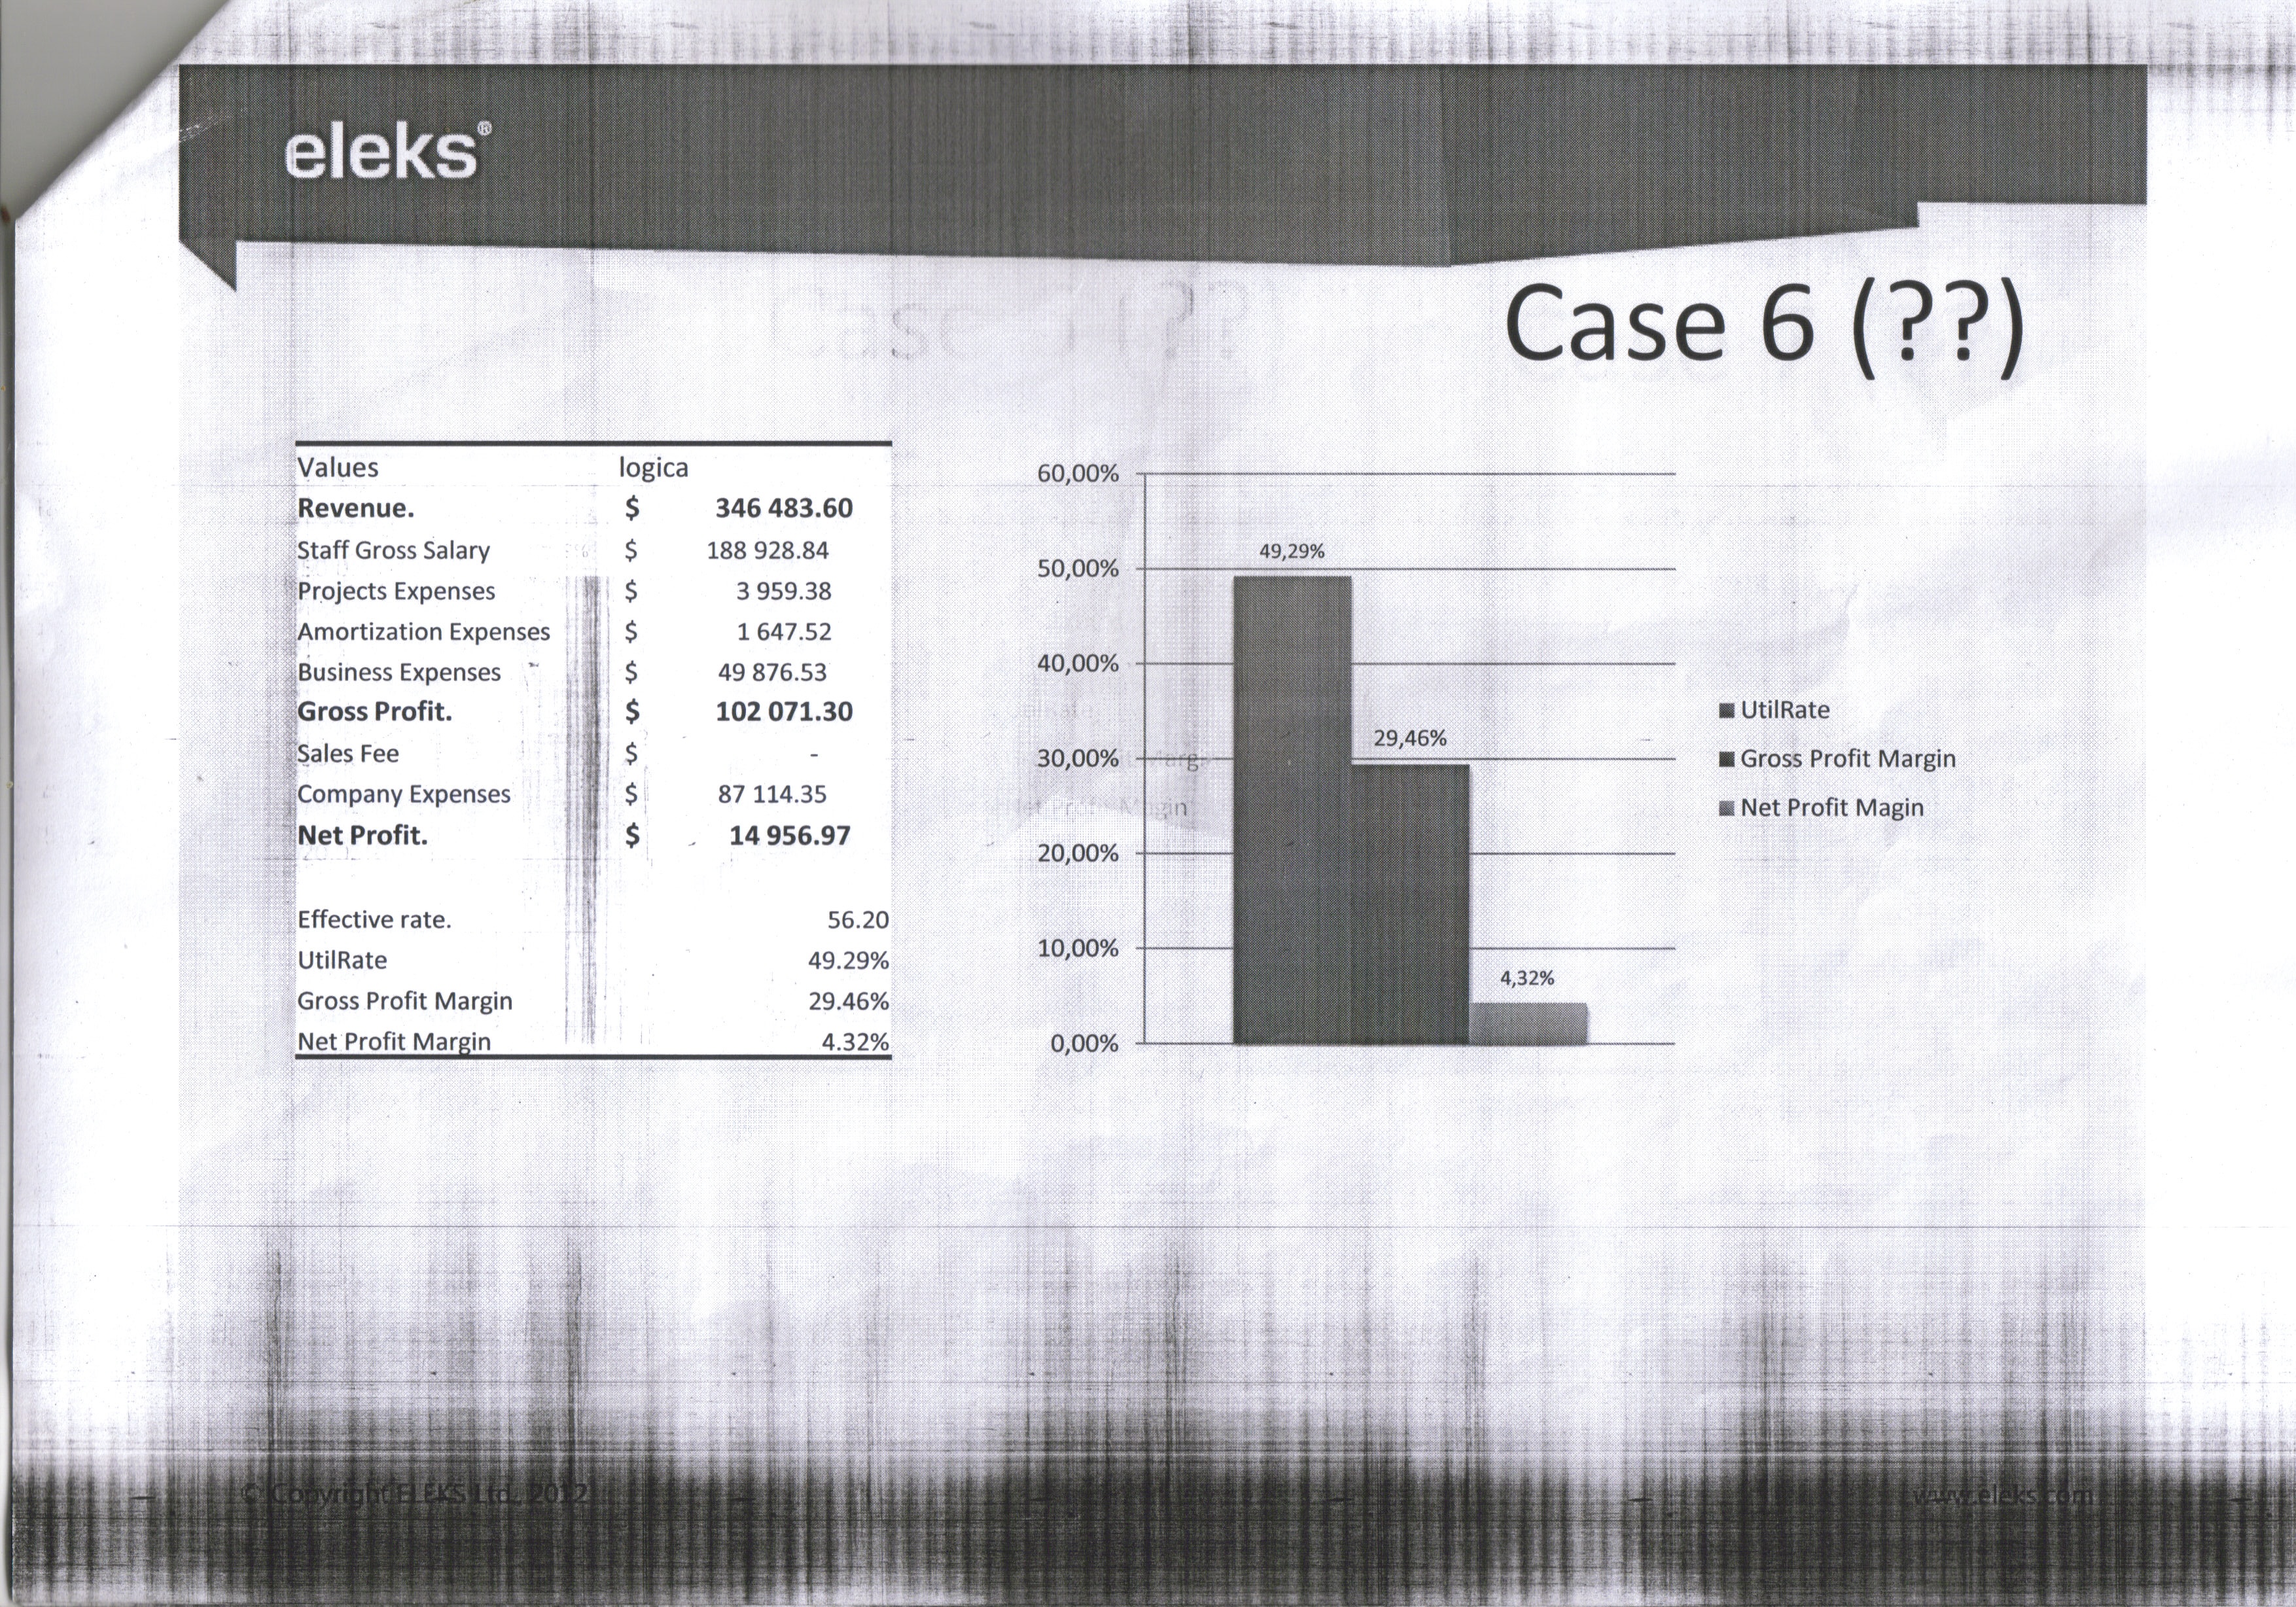 eleks®
Case 6 (??)
Values logica
Revenue. $ 346 483.60
Staff Gross Salary $ 188 928.84
Projects Expenses $ 3 959.38
Amortization Expenses $ 1 647.52
Business Expenses $ 49 876.53
Gross Profit. $ 102 071.30
Sales Fee $ -
Company Expenses $ 87 114.35
Net Profit. $ 14 956.97
Effective rate. 56.20
UtilRate 49.29%
Gross Profit Margin 29.46%
Net Profit Margin 4.32%
60,00%
50,00%
40,00%
30,00%
20,00%
10,00%
0,00%
49,29%
29,46%
4,32%
UtilRate
Gross Profit Margin
Net Profit Magin
© Copyright ELEKS Ltd., 2012
www.eleks.com